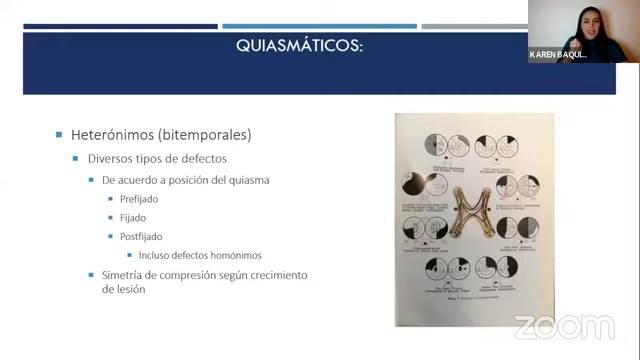 QUIASMÁTICOS:
KAREN BAQUI...
Heterónimos (bitemporales)
Diversos tipos de defectos
De acuerdo a posición del quiasma
Prefijado
Fijado
Postfijado
Incluso defectos homónimos
Simetría de compresión según crecimiento
de lesión
zoom